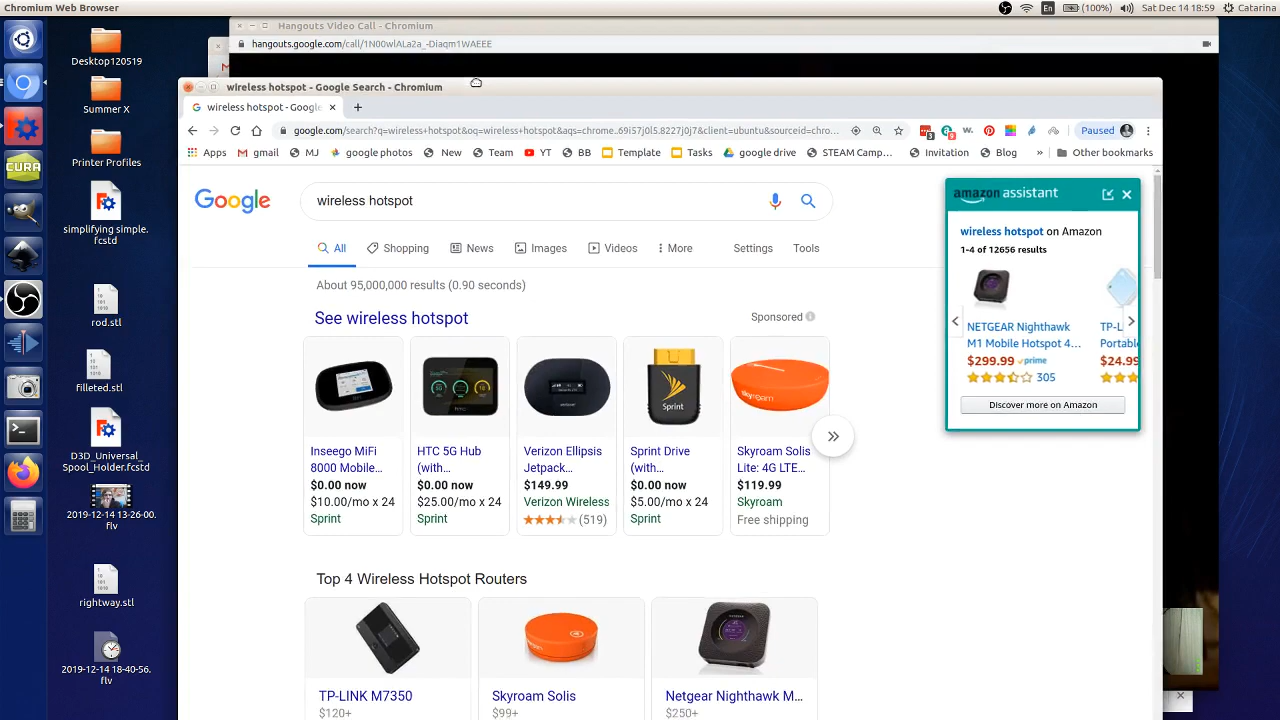 Chromium Web Browser
En
(100%)
Sat Dec 14 18:59
Catarina
Hangouts Video Call - Chromium
hangouts.google.com/call/1N00wlALa2a_-Diaqm1WAEEE
wireless hotspot - Google Search - Chromium
wireless hotspot - Google
google.com/search?q=wireless+hotspot&oq=wireless+hotspot&aqs=chrome..69i57j0l5.8227j0j7&client=ubuntu&sourceid=chro...
Paused
Apps
gmail
MJ
google photos
New
Team
YT
BB
Template
Tasks
google drive
STEAM Camp...
Invitation
Blog
»
Other bookmarks
Google
wireless hotspot
All
Shopping
News
Images
Videos
More
Settings
Tools
About 95,000,000 results (0.90 seconds)
See wireless hotspot
Sponsored
Inseego MiFi
8000 Mobile...
$0.00 now
$10.00/mo x 24
Sprint
HTC 5G Hub
(with...
$0.00 now
$25.00/mo x 24
Sprint
Verizon Ellipsis
Jetpack...
$149.99
Verizon Wireless
(519)
Sprint
Sprint Drive
(with...
$0.00 now
$5.00/mo x 24
Sprint
skyroam
Skyroam Solis
Lite: 4G LTE...
$119.99
Skyroam
Free shipping
Top 4 Wireless Hotspot Routers
TP-LINK M7350
$120+
Skyroam Solis
$99+
Netgear Nighthawk M...
$250+
amazon assistant
wireless hotspot on Amazon
1-4 of 12656 results
NETGEAR Nighthawk
M1 Mobile Hotspot 4...
$299.99 prime
305
TP-L
Portable
$24.99
Discover more on Amazon
Desktop120519
Summer X
Printer Profiles
simplifying simple.
fcstd
rod.stl
filleted.stl
D3D_Universal_
Spool_Holder.fcstd
2019-12-14 13-26-00.
flv
rightway.stl
2019-12-14 18-40-56.
flv
CURA